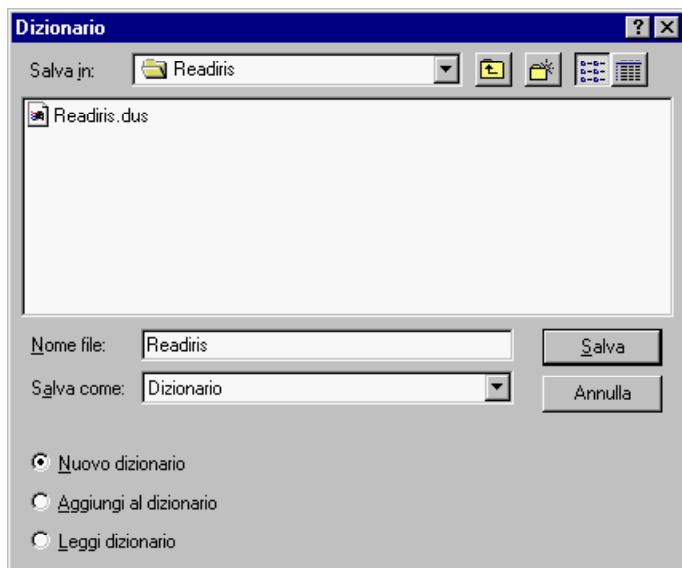 Dizionario
Salva in: Readiris
Readiris.dus
Nome file: Readiris Salva
Salva come: Dizionario Annulla
Nuovo dizionario
Aggiungi al dizionario
Leggi dizionario